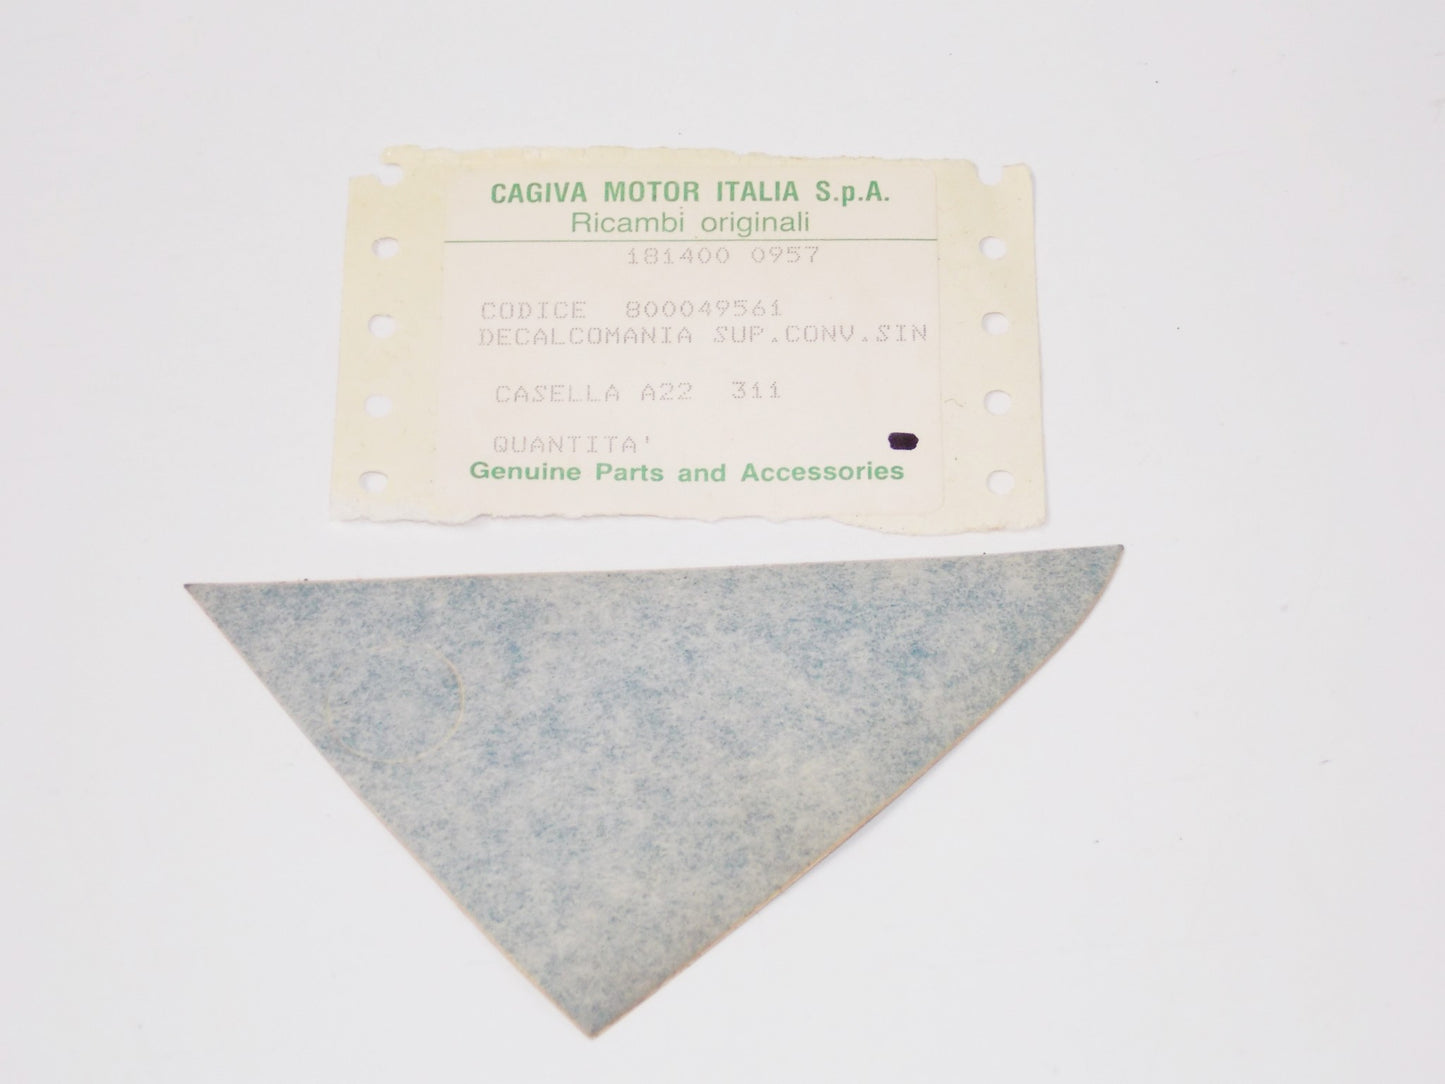 CAGIVA MOTOR ITALIA S.p.A.
Ricambi originali
181400 0957
CODICE 800049561
DECALCOMANIA SUP.CONV.SIN
CASELLA A22 311
QUANTITA'
Genuine Parts and Accessories